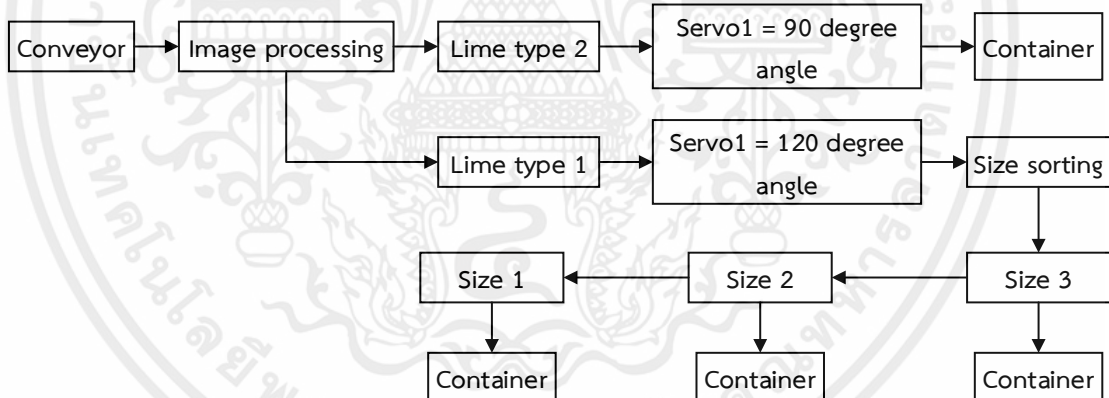 Conveyor
Image processing
Lime type 2
Servo1 = 90 degree
angle
Container
Lime type 1
Servo1 = 120 degree
angle
Size sorting
Size 1
Size 2
Size 3
Container
Container
Container